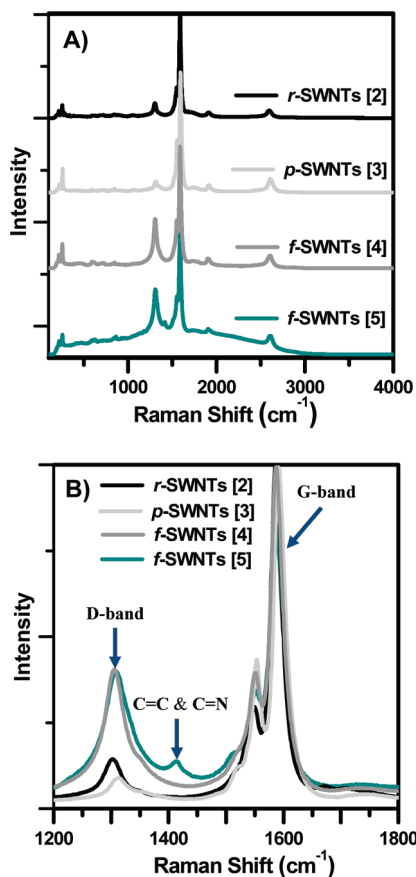 A)
Intensity
r-SWNTs [2]
p-SWNTs [3]
f-SWNTs [4]
f-SWNTs [5]
1000 2000 3000 4000
Raman Shift (cm⁻¹)
B)
Intensity
r-SWNTs [2]
p-SWNTs [3]
f-SWNTs [4]
f-SWNTs [5]
G-band
D-band
C=C & C=N
1200 1400 1600 1800
Raman Shift (cm⁻¹)